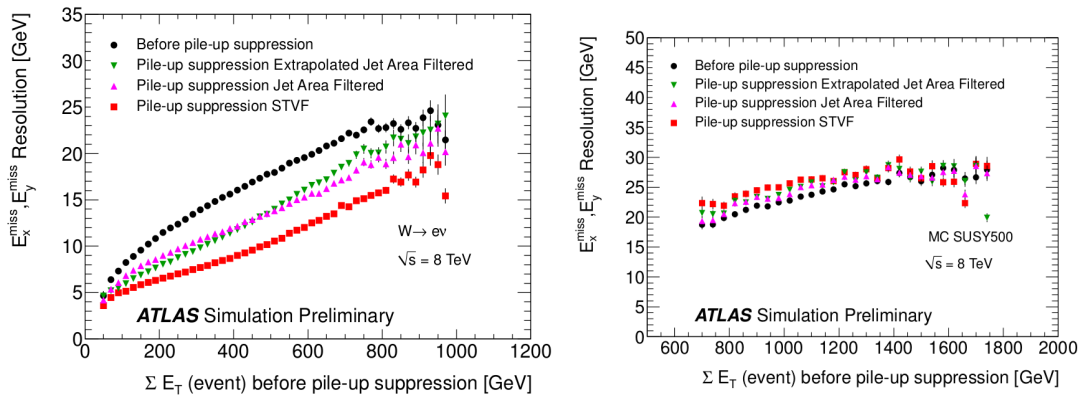 E_x^miss, E_y^miss Resolution [GeV]
35
30
25
20
15
10
5
0
0 200 400 600 800 1000 1200
Before pile-up suppression
Pile-up suppression Extrapolated Jet Area Filtered
Pile-up suppression Jet Area Filtered
Pile-up suppression STVF
W→ eν
√s = 8 TeV
ATLAS Simulation Preliminary
Σ E_T (event) before pile-up suppression [GeV]
E_x^miss, E_y^miss Resolution [GeV]
50
45
40
35
30
25
20
15
10
5
0
600 800 1000 1200 1400 1600 1800 2000
Before pile-up suppression
Pile-up suppression Extrapolated Jet Area Filtered
Pile-up suppression Jet Area Filtered
Pile-up suppression STVF
MC SUSY500
√s = 8 TeV
ATLAS Simulation Preliminary
Σ E_T (event) before pile-up suppression [GeV]